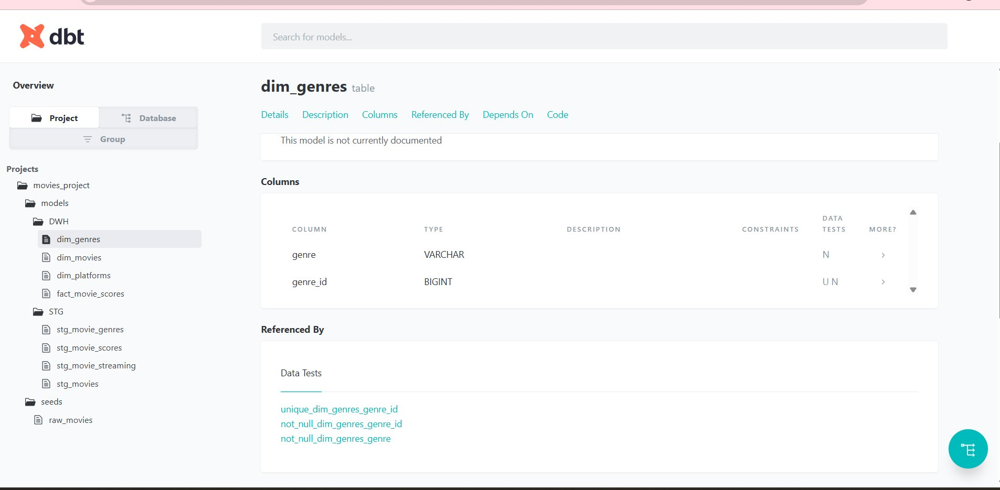 dbt
Search for models...
Overview
Project
Database
Group
Projects
movies_project
models
DWH
dim_genres
dim_movies
dim_platforms
fact_movie_scores
STG
stg_movie_genres
stg_movie_scores
stg_movie_streaming
stg_movies
seeds
raw_movies
dim_genres table
Details Description Columns Referenced By Depends On Code
This model is not currently documented
Columns
COLUMN TYPE DESCRIPTION CONSTRAINTS DATA TESTS MORE?
genre VARCHAR N
genre_id BIGINT U N
Referenced By
Data Tests
unique_dim_genres_genre_id
not_null_dim_genres_genre_id
not_null_dim_genres_genre